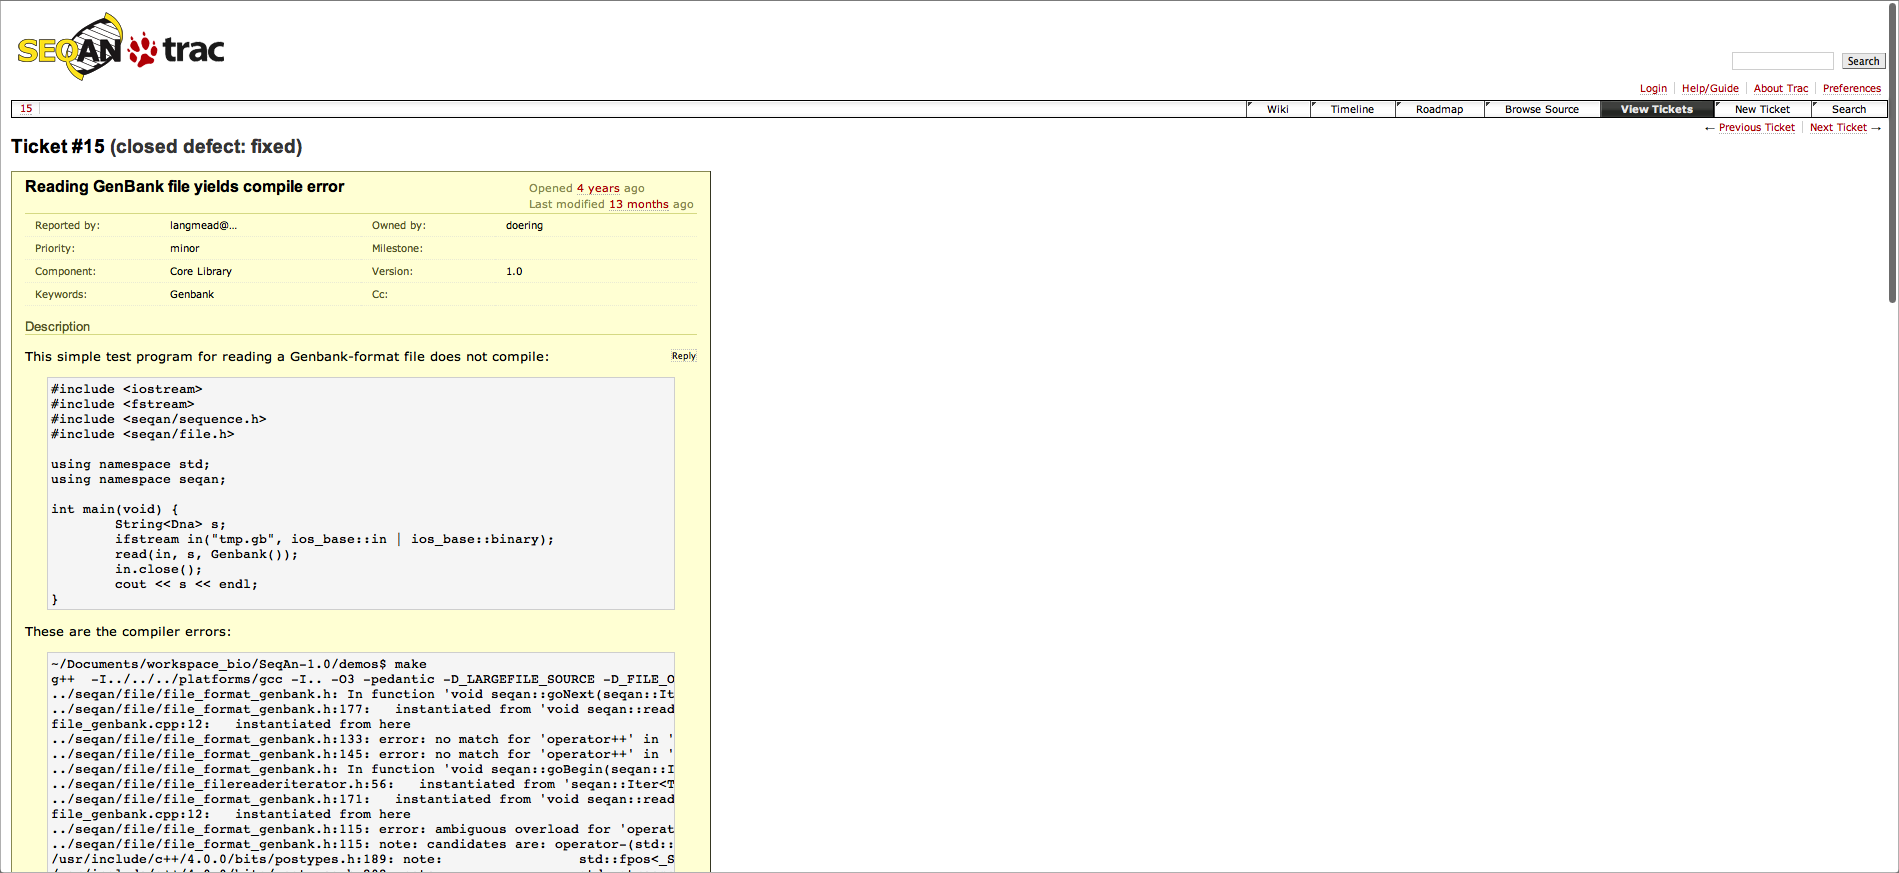 SEQAN trac
Search
Login Help/Guide About Trac Preferences
15 Wiki Timeline Roadmap Browse Source View Tickets New Ticket Search
← Previous Ticket Next Ticket →
Ticket #15 (closed defect: fixed)
Reading GenBank file yields compile error
Opened 4 years ago
Last modified 13 months ago
Reported by: langmead@... Owned by: doering
Priority: minor Milestone:
Component: Core Library Version: 1.0
Keywords: Genbank Cc:
Description
This simple test program for reading a Genbank-format file does not compile: Reply
#include <iostream>
#include <fstream>
#include <seqan/sequence.h>
#include <seqan/file.h>
using namespace std;
using namespace seqan;
int main(void) {
String<Dna> s;
ifstream in("tmp.gb", ios_base::in | ios_base::binary);
read(in, s, Genbank());
in.close();
cout << s << endl;
}
These are the compiler errors:
~/Documents/workspace_bio/SeqAn-1.0/demos$ make
g++ -I../../../platforms/gcc -I.. -O3 -pedantic -D_LARGEFILE_SOURCE -D_FILE_O
../seqan/file/file_format_genbank.h: In function 'void seqan::goNext(seqan::It
../seqan/file/file_format_genbank.h:177: instantiated from 'void seqan::read
file_genbank.cpp:12: instantiated from here
../seqan/file/file_format_genbank.h:133: error: no match for 'operator++' in '
../seqan/file/file_format_genbank.h:145: error: no match for 'operator++' in '
../seqan/file/file_format_genbank.h: In function 'void seqan::goBegin(seqan::I
../seqan/file/file_filereaderiterator.h:56: instantiated from 'seqan::Iter<T
../seqan/file/file_format_genbank.h:171: instantiated from 'void seqan::read
file_genbank.cpp:12: instantiated from here
../seqan/file/file_format_genbank.h:115: error: ambiguous overload for 'operat
../seqan/file/file_format_genbank.h:115: note: candidates are: operator-(std::
/usr/include/c++/4.0.0/bits/postypes.h:189: note: std::fpos<_S